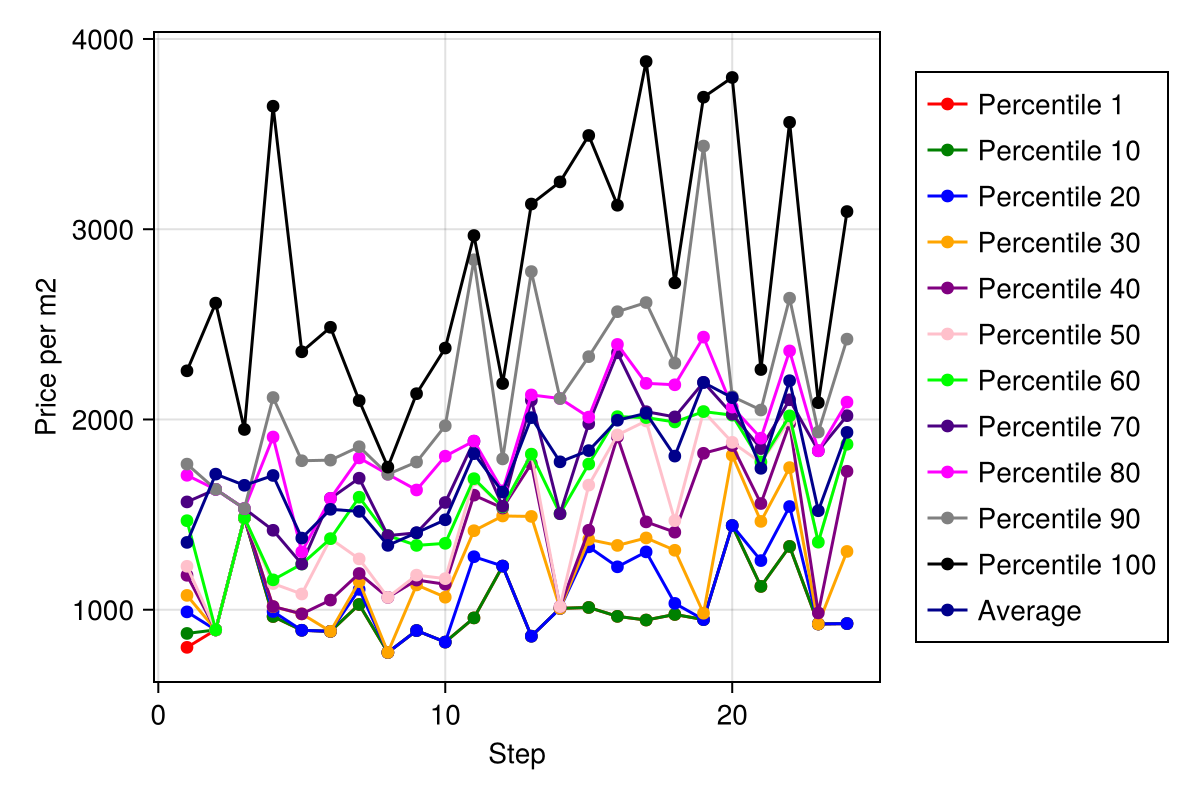 4000
3000
2000
1000
Price per m2
0
10
20
Step
Percentile 1
Percentile 10
Percentile 20
Percentile 30
Percentile 40
Percentile 50
Percentile 60
Percentile 70
Percentile 80
Percentile 90
Percentile 100
Average